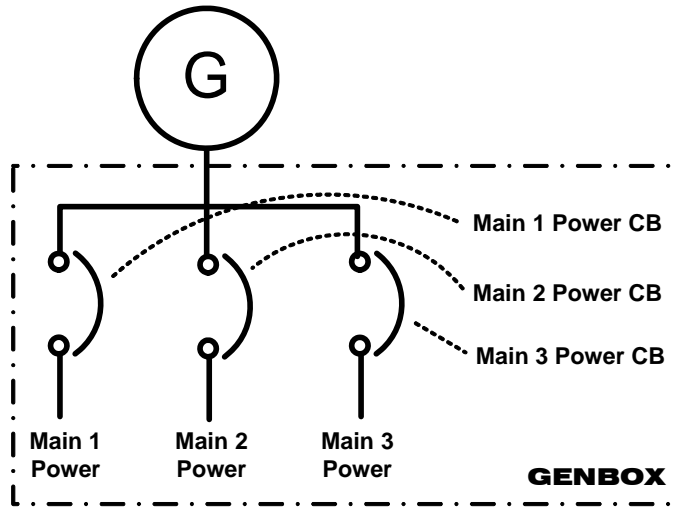 G
Main 1 Power CB
Main 2 Power CB
Main 3 Power CB
Main 1
Power
Main 2
Power
Main 3
Power
GENBOX